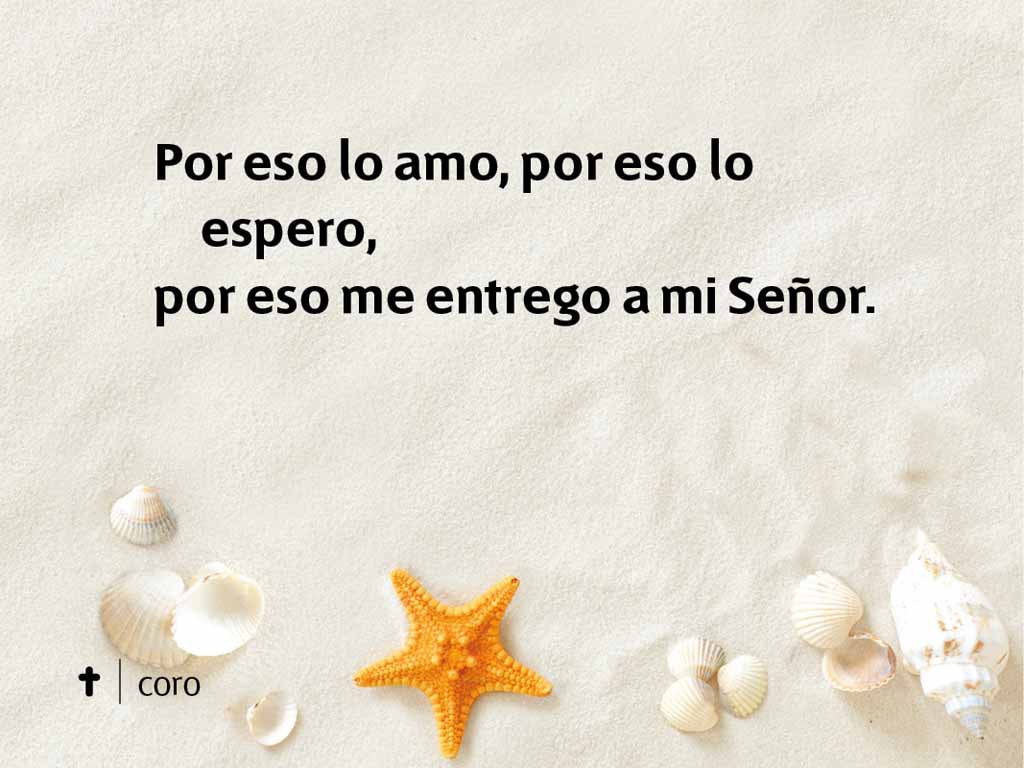 Por eso lo amo, por eso lo
espero,
por eso me entrego a mi Señor.
coro